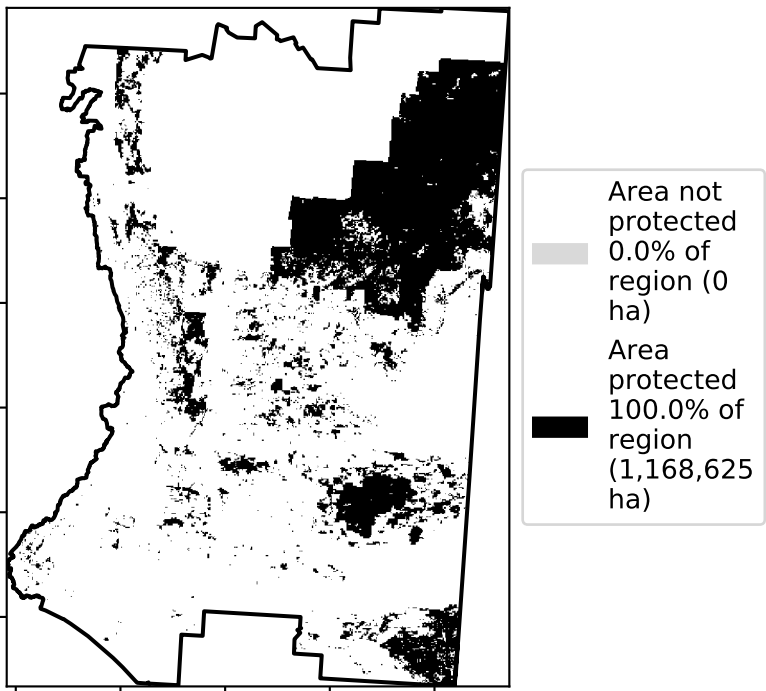 Area not
protected
0.0% of
region (0
ha)
Area
protected
100.0% of
region
(1,168,625
ha)